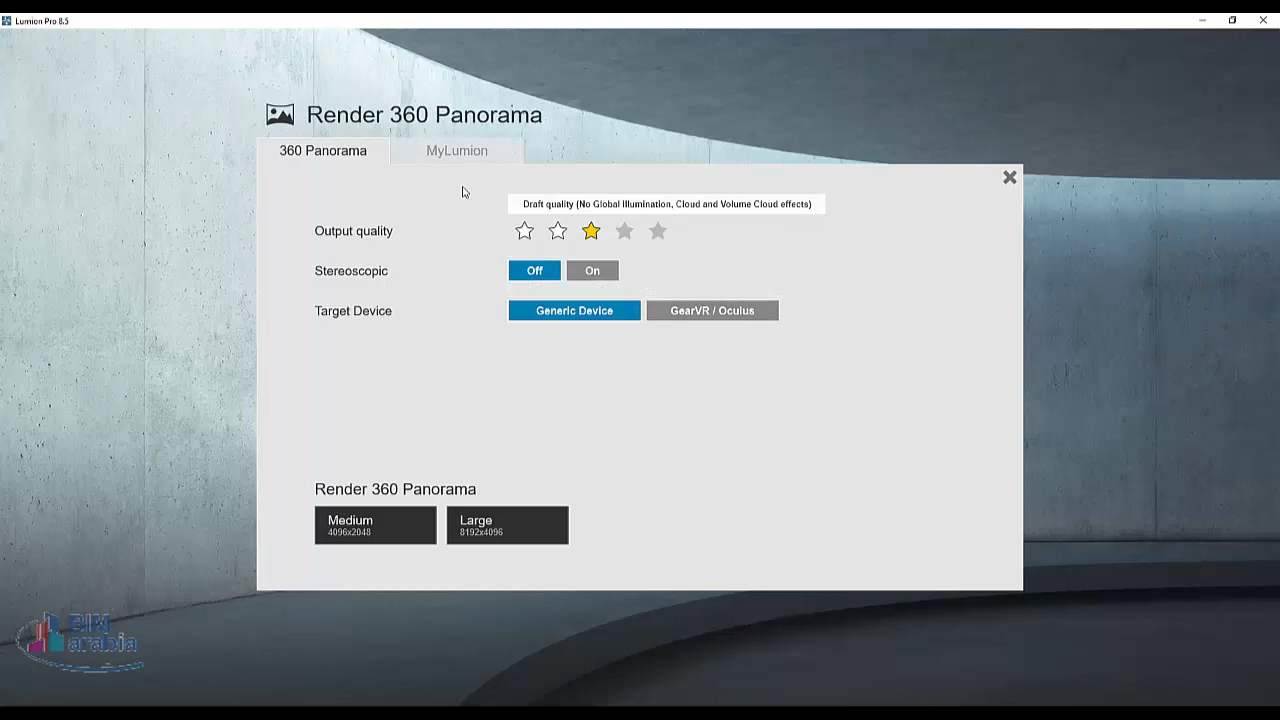 Lumion Pro 8.5
Render 360 Panorama
360 Panorama
MyLumion
Draft quality (No Global Illumination, Cloud and Volume Cloud effects)
Output quality
Stereoscopic
Off
On
Target Device
Generic Device
GearVR / Oculus
Render 360 Panorama
Medium
4096x2048
Large
8192x4096
BIM
arabia